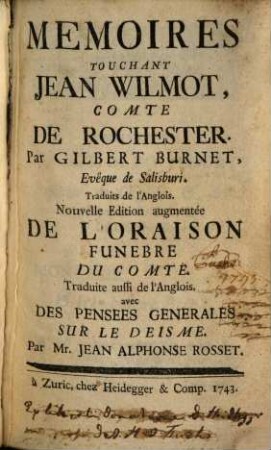 MEMOIRES
TOUCHANT
JEAN WILMOT,
COMTE
DE ROCHESTER.
Par GILBERT BURNET,
Evêque de Salisburi.
Traduits de l'Anglois.
Nouvelle Edition augmentée
DE L'ORAISON
FUNEBRE
DU COMTE.
Traduite aussi de l'Anglois.
avec
DES PENSEES GENERALES
SUR LE DEISME.
Par Mr. JEAN ALPHONSE ROSSET.
à Zuric, chez Heidegger & Comp. 1743.